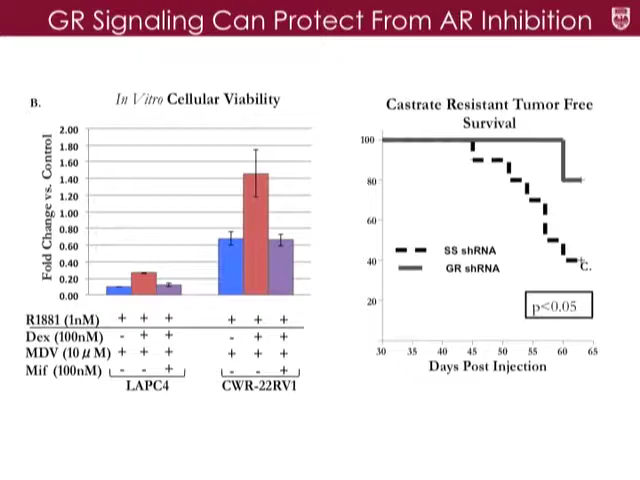 GR Signaling Can Protect From AR Inhibition
B.
In Vitro Cellular Viability
Fold Change vs. Control
2.00
1.80
1.60
1.40
1.20
1.00
0.80
0.60
0.40
0.20
0.00
R1881 (1nM) + + + + + +
Dex (100nM) - + + - + +
MDV (10 μ M) + + + + + +
Mif (100nM) - - + - - +
LAPC4 CWR-22RV1
Castrate Resistant Tumor Free
Survival
100
80
60
40
20
SS shRNA
GR shRNA
C.
p<0.05
30 35 40 45 50 55 60 65
Days Post Injection